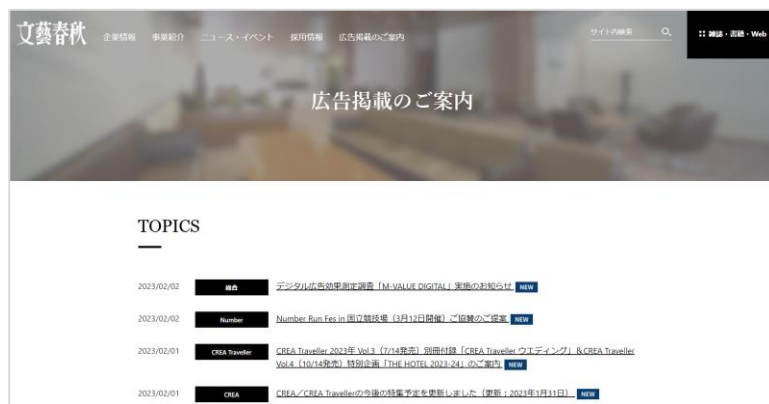 文藝春秋
企業情報 事業紹介 ニュース・イベント 採用情報 広告掲載のご案内
サイト内検索
雑誌・書籍・Web
広告掲載のご案内
TOPICS
2023/02/02 総合 デジタル広告効果測定調査「M-VALUE DIGITAL」実施のお知らせ NEW
2023/02/02 Number Number Run Fes in 国立競技場（3月12日開催）ご協賛のご提案 NEW
2023/02/01 CREA Traveller CREA Traveller 2023年 Vol.3（7/14発売）別冊付録「CREA Traveller ウエディング」＆CREA Traveller
Vol.4（10/14発売）特別企画「THE HOTEL 2023-24」のご案内 NEW
2023/02/01 CREA CREA／CREA Travellerの今後の特集予定を更新しました（更新：2023年1月31日） NEW